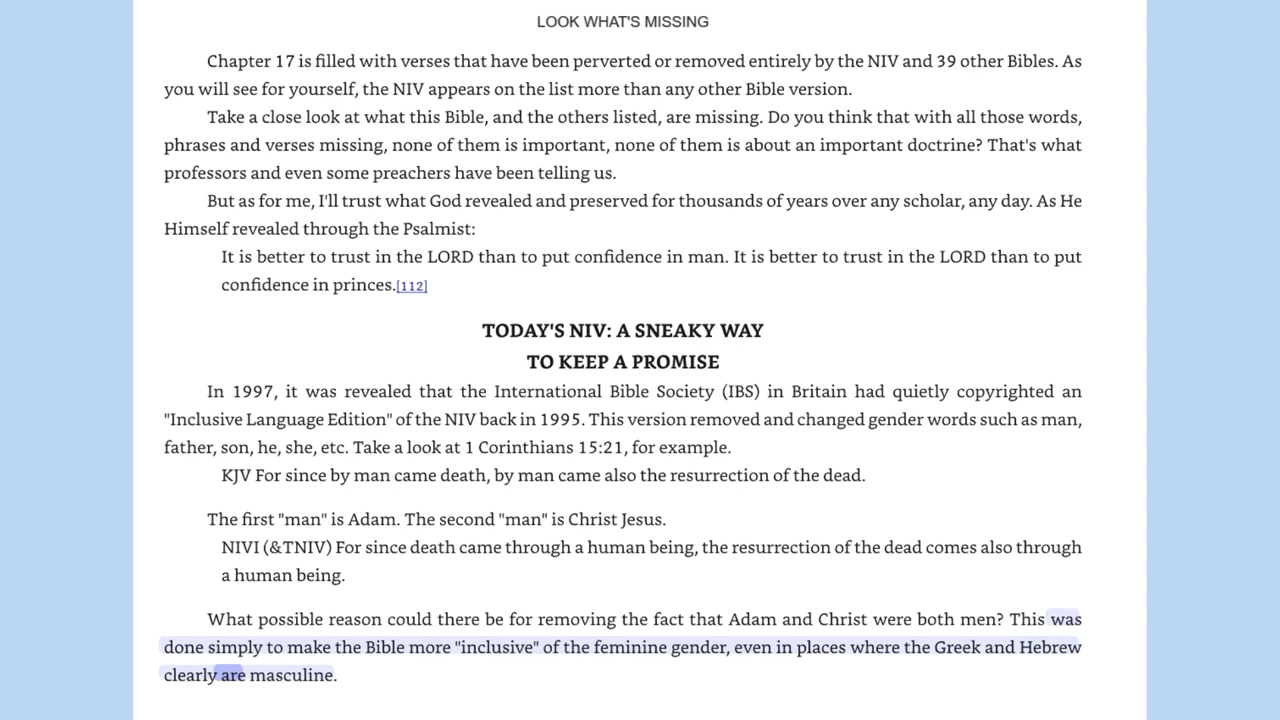 LOOK WHAT'S MISSING
Chapter 17 is filled with verses that have been perverted or removed entirely by the NIV and 39 other Bibles. As
you will see for yourself, the NIV appears on the list more than any other Bible version.
Take a close look at what this Bible, and the others listed, are missing. Do you think that with all those words,
phrases and verses missing, none of them is important, none of them is about an important doctrine? That's what
professors and even some preachers have been telling us.
But as for me, I'll trust what God revealed and preserved for thousands of years over any scholar, any day. As He
Himself revealed through the Psalmist:
It is better to trust in the LORD than to put confidence in man. It is better to trust in the LORD than to put
confidence in princes.[112]
TODAY'S NIV: A SNEAKY WAY
TO KEEP A PROMISE
In 1997, it was revealed that the International Bible Society (IBS) in Britain had quietly copyrighted an
"Inclusive Language Edition" of the NIV back in 1995. This version removed and changed gender words such as man,
father, son, he, she, etc. Take a look at 1 Corinthians 15:21, for example.
KJV For since by man came death, by man came also the resurrection of the dead.
The first "man" is Adam. The second "man" is Christ Jesus.
NIVI (&TNIV) For since death came through a human being, the resurrection of the dead comes also through
a human being.
What possible reason could there be for removing the fact that Adam and Christ were both men? This was
done simply to make the Bible more "inclusive" of the feminine gender, even in places where the Greek and Hebrew
clearly are masculine.